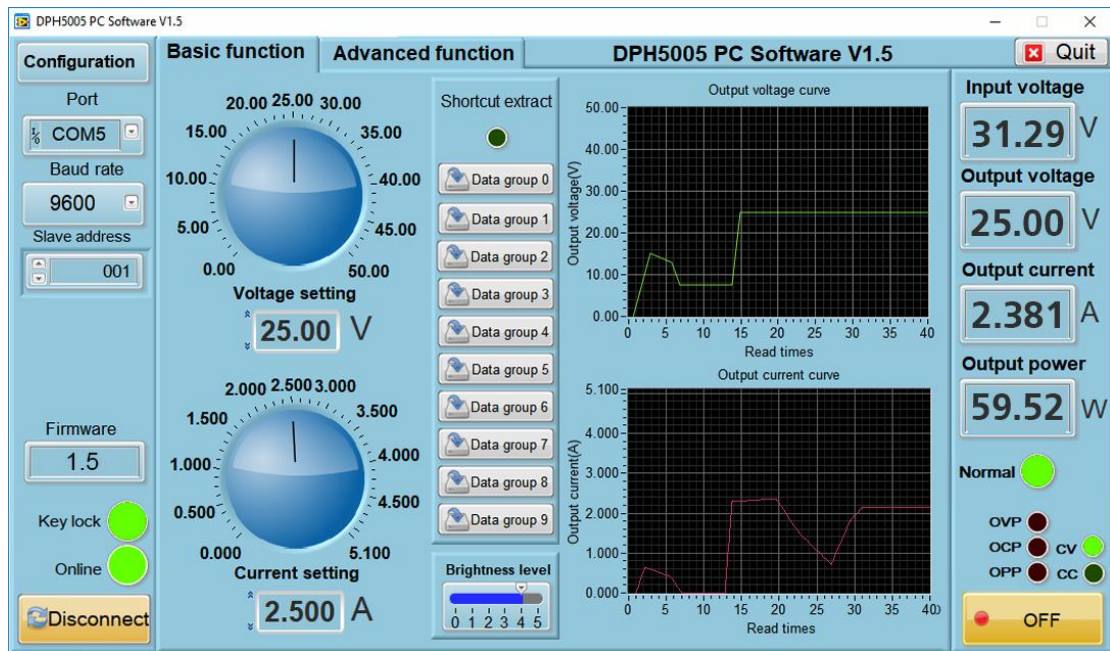 DPH5005 PC Software V1.5
Configuration
Port
COM5
Baud rate
9600
Slave address
001
Firmware
1.5
Key lock
Online
Disconnect
Basic function
Advanced function
DPH5005 PC Software V1.5
Quit
20.00 25.00 30.00
15.00 35.00
10.00 40.00
5.00 45.00
0.00 50.00
Voltage setting
25.00 V
2.000 2.500 3.000
1.500 3.500
1.000 4.000
0.500 4.500
0.000 5.100
Current setting
2.500 A
Shortcut extract
Data group 0
Data group 1
Data group 2
Data group 3
Data group 4
Data group 5
Data group 6
Data group 7
Data group 8
Data group 9
Brightness level
0 1 2 3 4 5
Output voltage curve
Output voltage(V)
50.00
40.00
30.00
20.00
10.00
0.00
0 5 10 15 20 25 30 35 40
Read times
Output current curve
Output current(A)
5.100
4.000
3.000
2.000
1.000
0.000
0 5 10 15 20 25 30 35 40
Read times
Input voltage
31.29 V
Output voltage
25.00 V
Output current
2.381 A
Output power
59.52 W
Normal
OVP
OCP CV
OPP CC
OFF